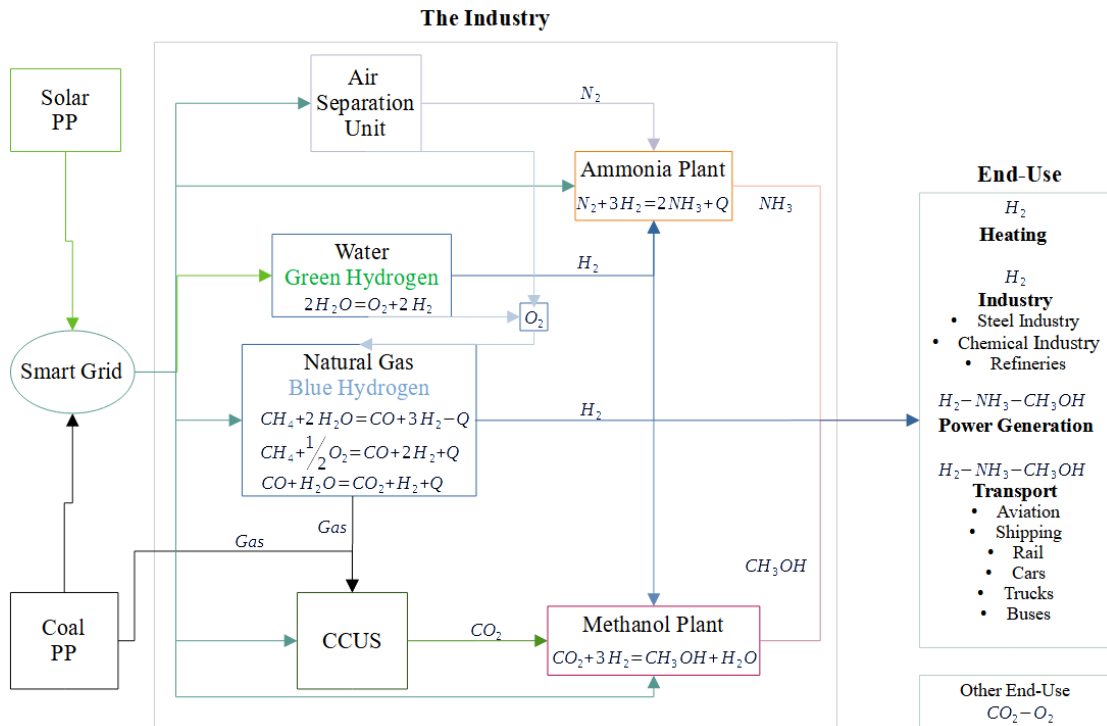 The Industry
Solar
PP
Air
Separation
Unit
N₂
Ammonia Plant
N₂+3H₂=2NH₃+Q
NH₃
Water
Green Hydrogen
2H₂O=O₂+2H₂
H₂
O₂
Smart Grid
Natural Gas
Blue Hydrogen
CH₄+2H₂O=CO+3H₂−Q
CH₄+1/2O₂=CO+2H₂+Q
CO+H₂O=CO₂+H₂+Q
H₂
Gas
Gas
Coal
PP
CCUS
CO₂
Methanol Plant
CO₂+3H₂=CH₃OH+H₂O
CH₃OH
End-Use
H₂
Heating
H₂
Industry
• Steel Industry
• Chemical Industry
• Refineries
H₂−NH₃−CH₃OH
Power Generation
H₂−NH₃−CH₃OH
Transport
• Aviation
• Shipping
• Rail
• Cars
• Trucks
• Buses
Other End-Use
CO₂−O₂